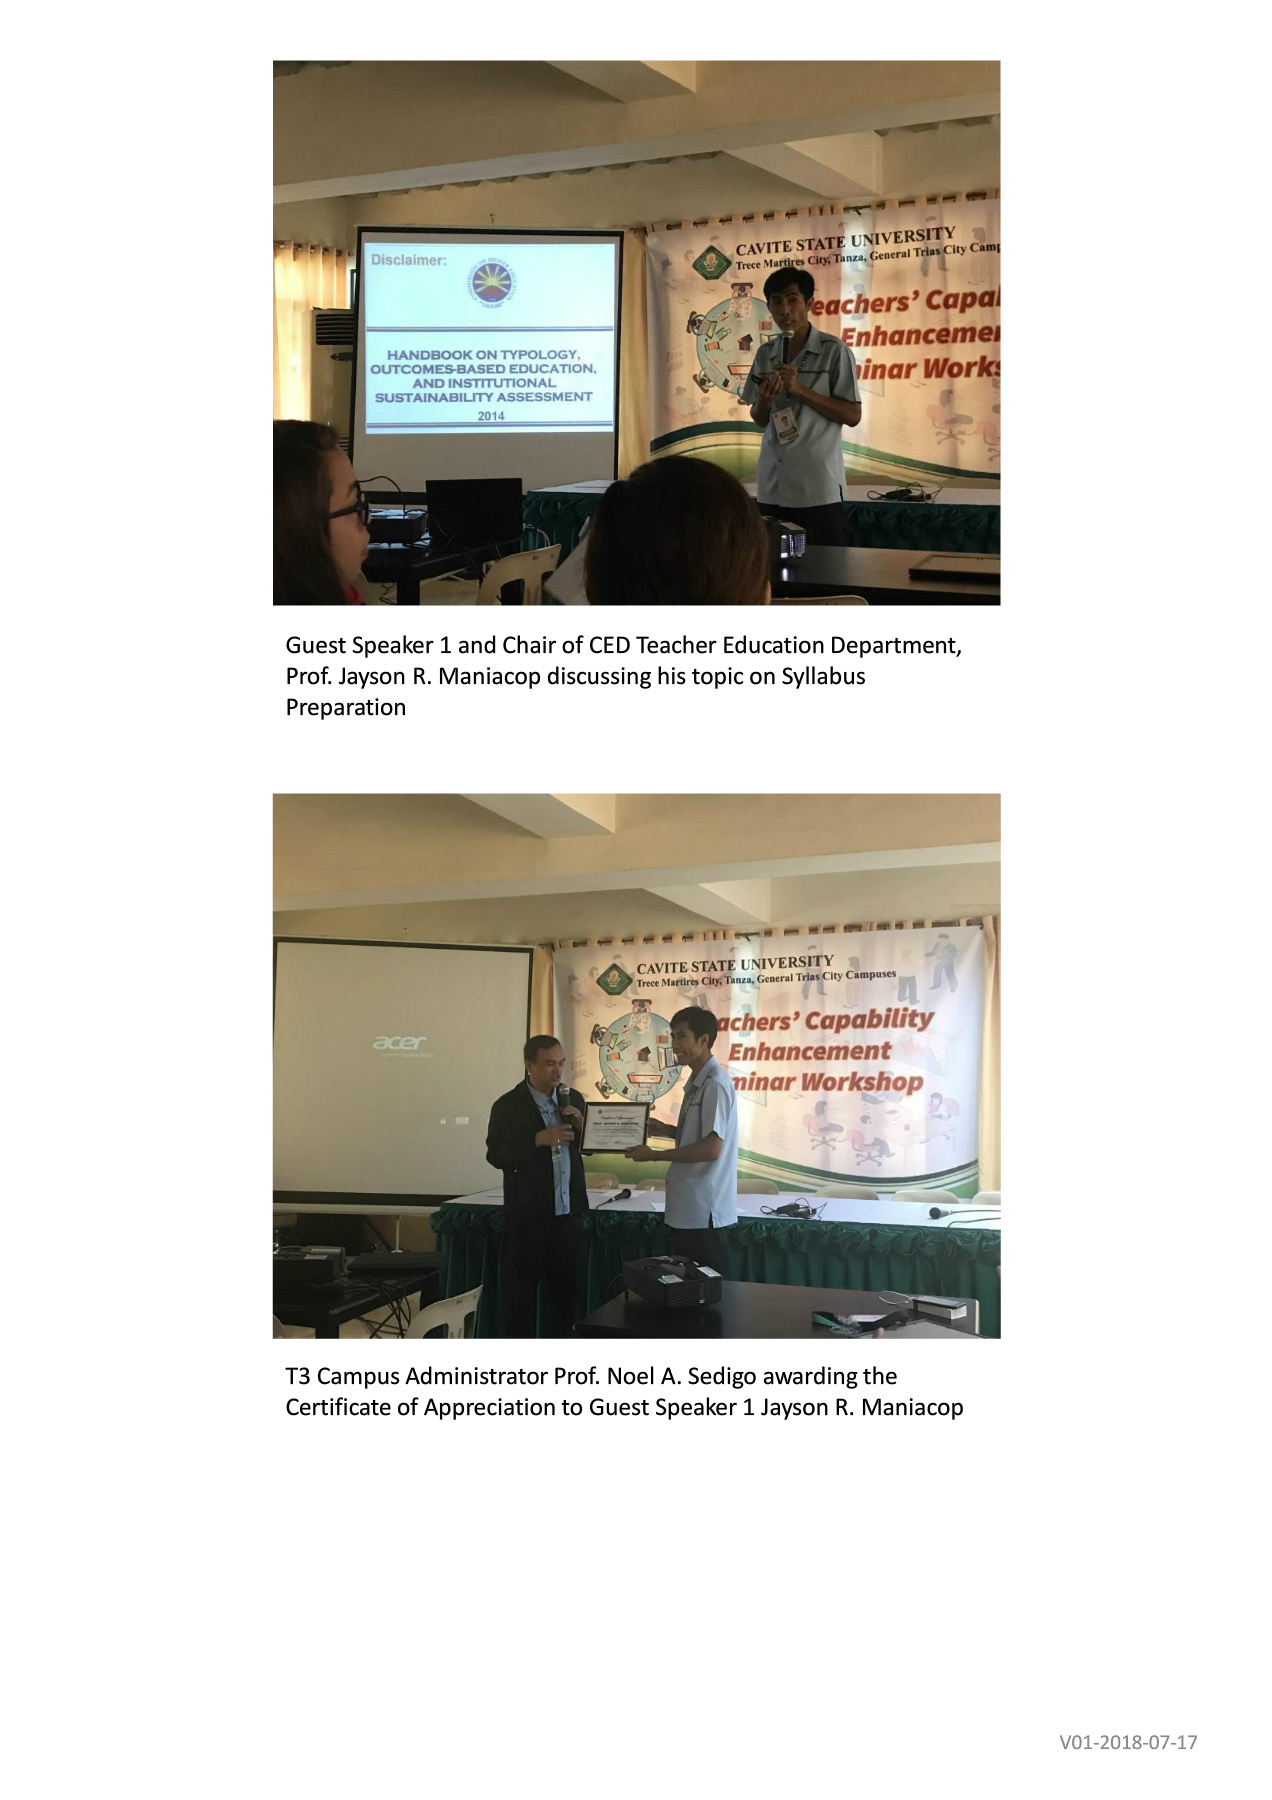 Disclaimer:
HANDBOOK ON TYPOLOGY,
OUTCOMES-BASED EDUCATION,
AND INSTITUTIONAL
SUSTAINABILITY ASSESSMENT
2014
CAVITE STATE UNIVERSITY
Trece Martires City, Tanza, General Trias City Camp
eachers' Capa
Enhancemen
inar Works
Guest Speaker 1 and Chair of CED Teacher Education Department,
Prof. Jayson R. Maniacop discussing his topic on Syllabus
Preparation
acer
CAVITE STATE UNIVERSITY
Trece Martires City, Tanza, General Trias City Campuses
achers' Capability
Enhancement
minar Workshop
T3 Campus Administrator Prof. Noel A. Sedigo awarding the
Certificate of Appreciation to Guest Speaker 1 Jayson R. Maniacop
V01-2018-07-17